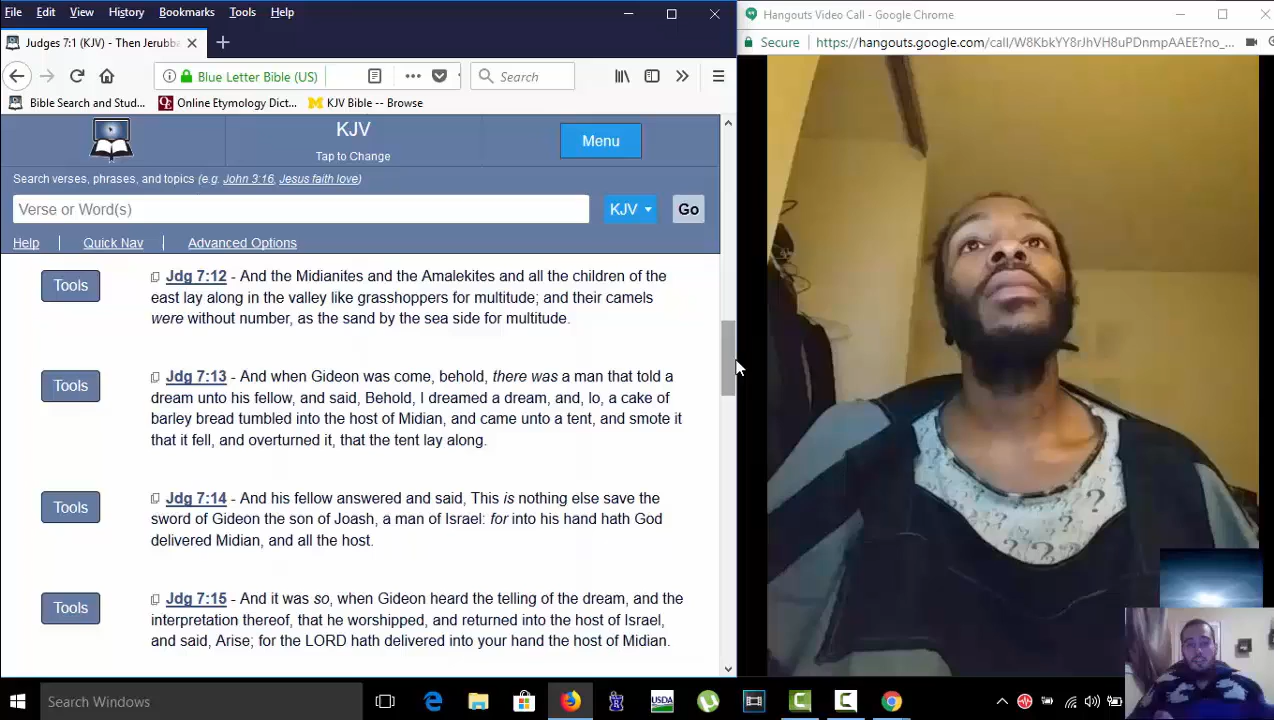 File Edit View History Bookmarks Tools Help
Judges 7:1 (KJV) - Then Jerubba
Blue Letter Bible (US)
Search
Bible Search and Stud... Online Etymology Dict... KJV Bible -- Browse
KJV
Tap to Change
Menu
Search verses, phrases, and topics (e.g. John 3:16, Jesus faith love)
Verse or Word(s)
KJV
Go
Help Quick Nav Advanced Options
Tools
Jdg 7:12 - And the Midianites and the Amalekites and all the children of the
east lay along in the valley like grasshoppers for multitude; and their camels
were without number, as the sand by the sea side for multitude.
Tools
Jdg 7:13 - And when Gideon was come, behold, there was a man that told a
dream unto his fellow, and said, Behold, I dreamed a dream, and, lo, a cake of
barley bread tumbled into the host of Midian, and came unto a tent, and smote it
that it fell, and overturned it, that the tent lay along.
Tools
Jdg 7:14 - And his fellow answered and said, This is nothing else save the
sword of Gideon the son of Joash, a man of Israel: for into his hand hath God
delivered Midian, and all the host.
Tools
Jdg 7:15 - And it was so, when Gideon heard the telling of the dream, and the
interpretation thereof, that he worshipped, and returned into the host of Israel,
and said, Arise; for the LORD hath delivered into your hand the host of Midian.
Hangouts Video Call - Google Chrome
Secure https://hangouts.google.com/call/W8KbkYY8rJhVH8uPDnmpAAEE?no_...
Search Windows
USDA